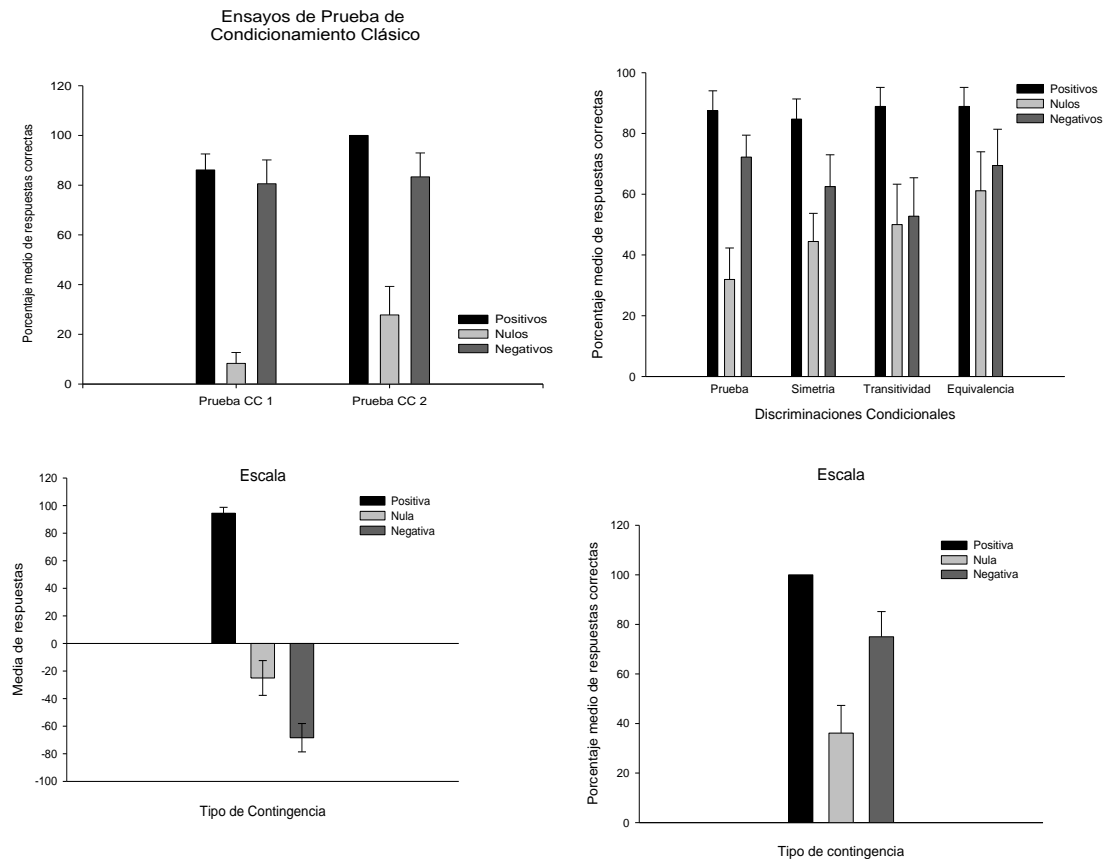 Ensayos de Prueba de
Condicionamiento Clásico
Porcentaje medio de respuestas correctas
120
100
80
60
40
20
0
Positivos
Nulos
Negativos
Prueba CC 1
Prueba CC 2
Porcentaje medio de respuestas correctas
100
80
60
40
20
0
Positivos
Nulos
Negativos
Prueba
Simetria
Transitividad
Equivalencia
Discriminaciones Condicionales
Escala
Media de respuestas
120
100
80
60
40
20
0
-20
-40
-60
-80
-100
Positiva
Nula
Negativa
Tipo de Contingencia
Escala
Porcentaje medio de respuestas correctas
120
100
80
60
40
20
0
Positiva
Nula
Negativa
Tipo de contingencia